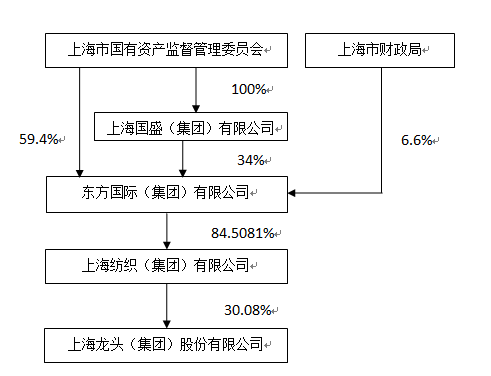 上海市国有资产监督管理委员会
上海市财政局
100%
上海国盛（集团）有限公司
59.4%
6.6%
34%
东方国际（集团）有限公司
84.5081%
上海纺织（集团）有限公司
30.08%
上海龙头（集团）股份有限公司